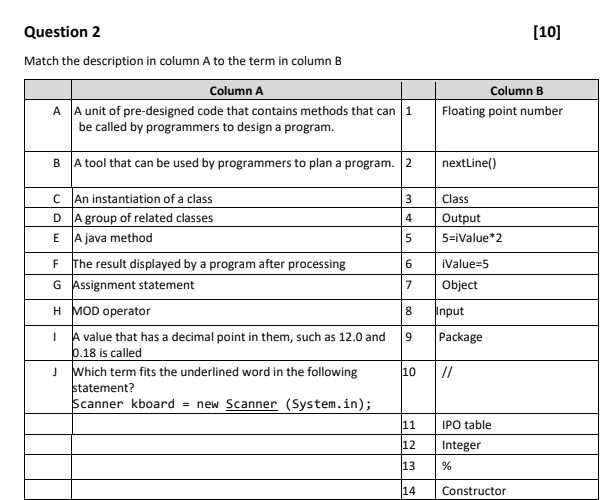 Question 2 [10]
Match the description in column A to the term in column B
Column A Column B
A A unit of pre-designed code that contains methods that can 1 Floating point number
be called by programmers to design a program.
B A tool that can be used by programmers to plan a program. 2 nextLine()
C An instantiation of a class 3 Class
D A group of related classes 4 Output
E A java method 5 5=iValue*2
F The result displayed by a program after processing 6 iValue=5
G Assignment statement 7 Object
H MOD operator 8 Input
I A value that has a decimal point in them, such as 12.0 and 9 Package
0.18 is called
J Which term fits the underlined word in the following 10 //
statement?
Scanner kboard = new Scanner (System.in);
11 IPO table
12 Integer
13 %
14 Constructor